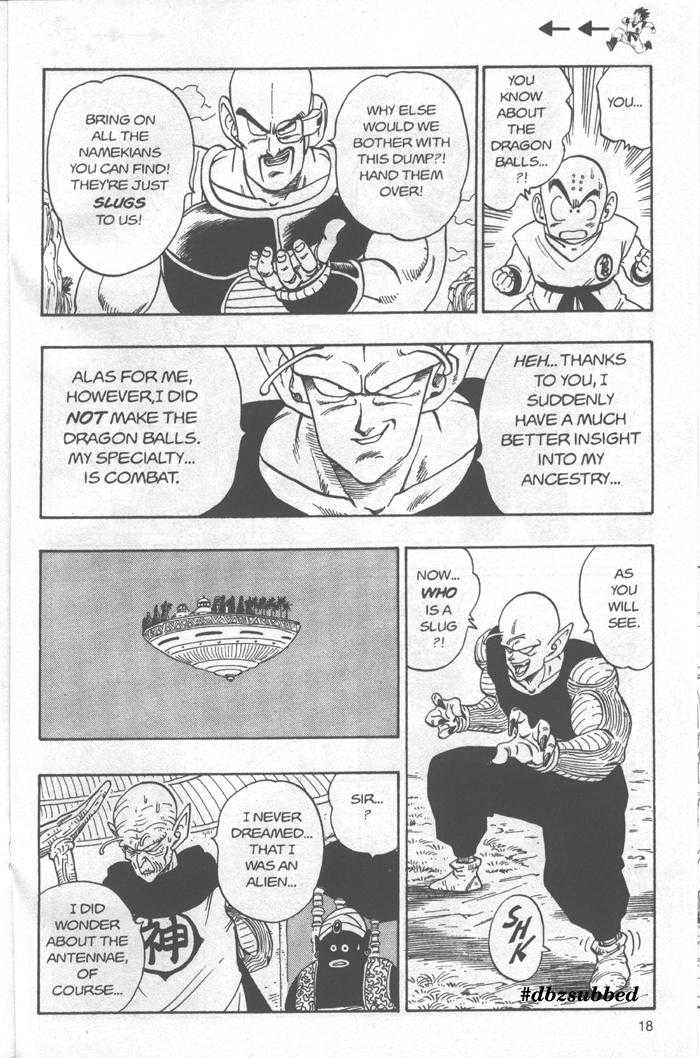 YOU...
YOU
KNOW
ABOUT
THE
DRAGON
BALLS...
?!
WHY ELSE
WOULD WE
BOTHER WITH
THIS DUMP?!
HAND THEM
OVER!
BRING ON
ALL THE
NAMEKIANS
YOU CAN FIND!
THEY'RE JUST
SLUGS
TO US!
HEH... THANKS
TO YOU, I
SUDDENLY
HAVE A MUCH
BETTER INSIGHT
INTO MY
ANCESTRY...
ALAS FOR ME,
HOWEVER, I DID
NOT MAKE THE
DRAGON BALLS.
MY SPECIALTY...
IS COMBAT.
AS
YOU
WILL
SEE.
NOW...
WHO
IS A
SLUG
?!
SHK
SIR...
?
I NEVER
DREAMED...
THAT I
WAS AN
ALIEN...
I DID
WONDER
ABOUT THE
ANTENNAE,
OF
COURSE...
神
#dbzsubbed
18